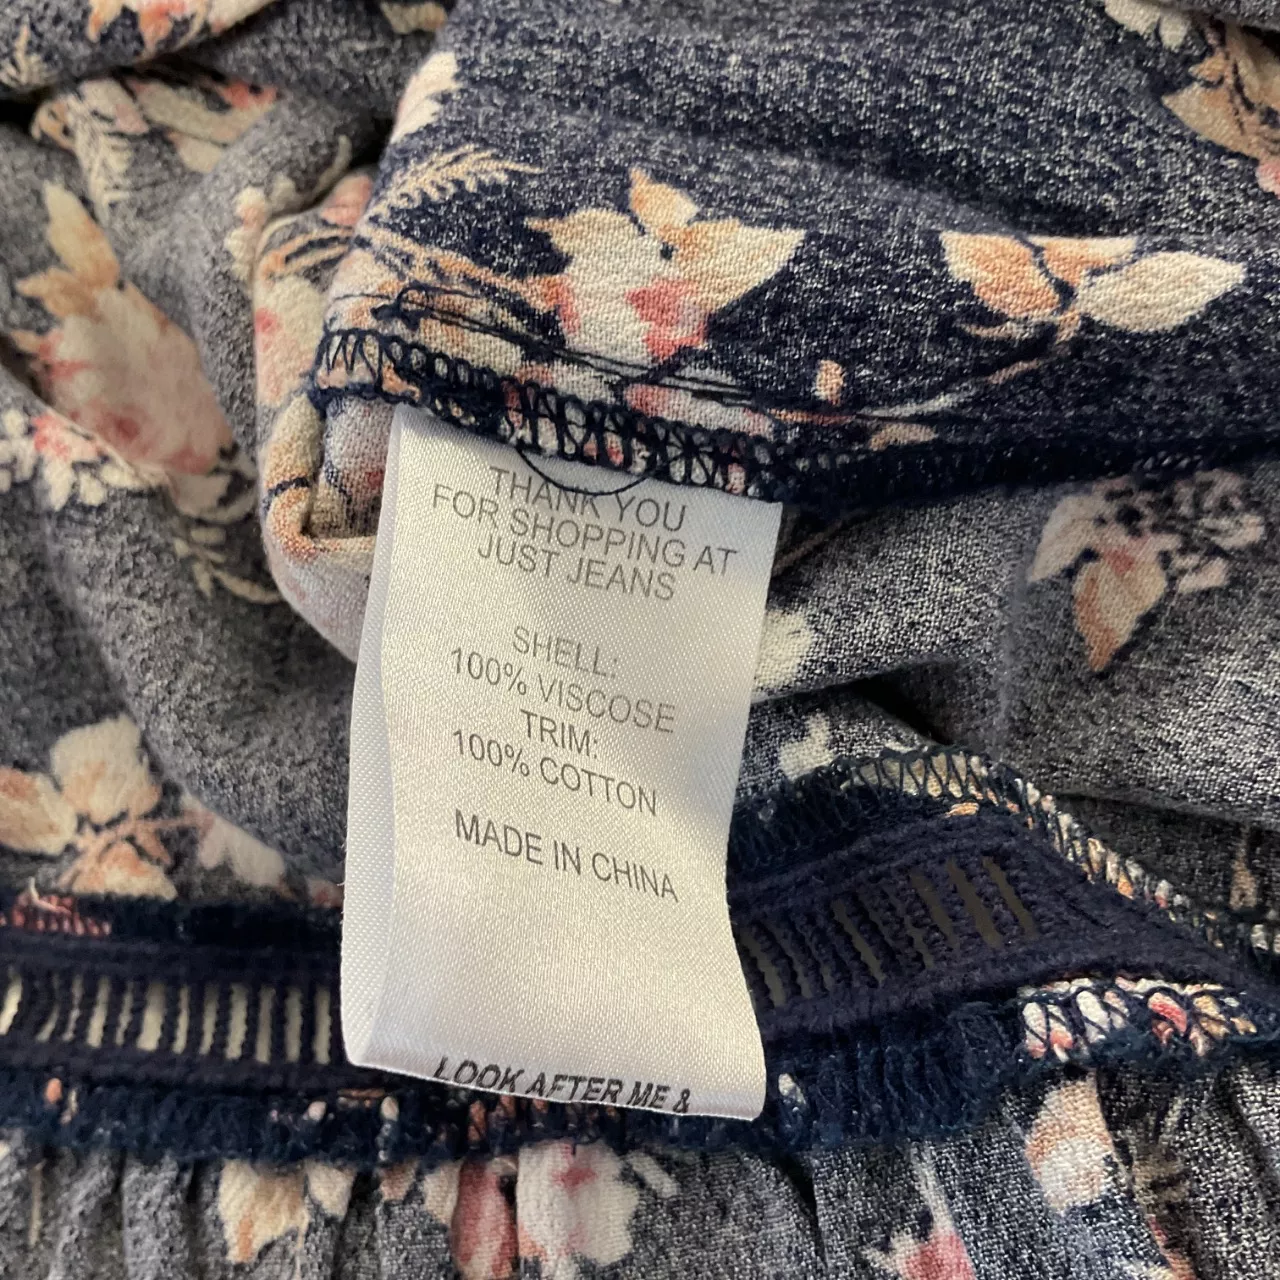 THANK YOU
FOR SHOPPING AT
JUST JEANS
SHELL:
100% VISCOSE
TRIM:
100% COTTON
MADE IN CHINA
LOOK AFTER ME &